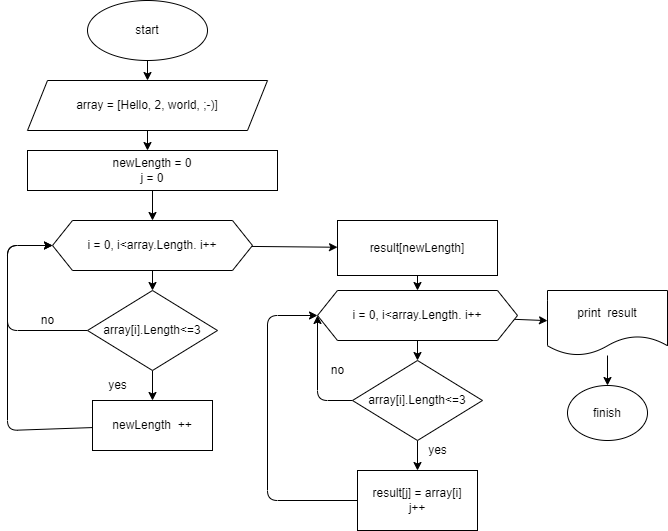 start
array = [Hello, 2, world, ;-)]
newLength = 0
j = 0
i = 0, i<array.Length. i++
result[newLength]
array[i].Length<=3
no
yes
newLength ++
i = 0, i<array.Length. i++
array[i].Length<=3
no
yes
result[j] = array[i]
j++
print result
finish